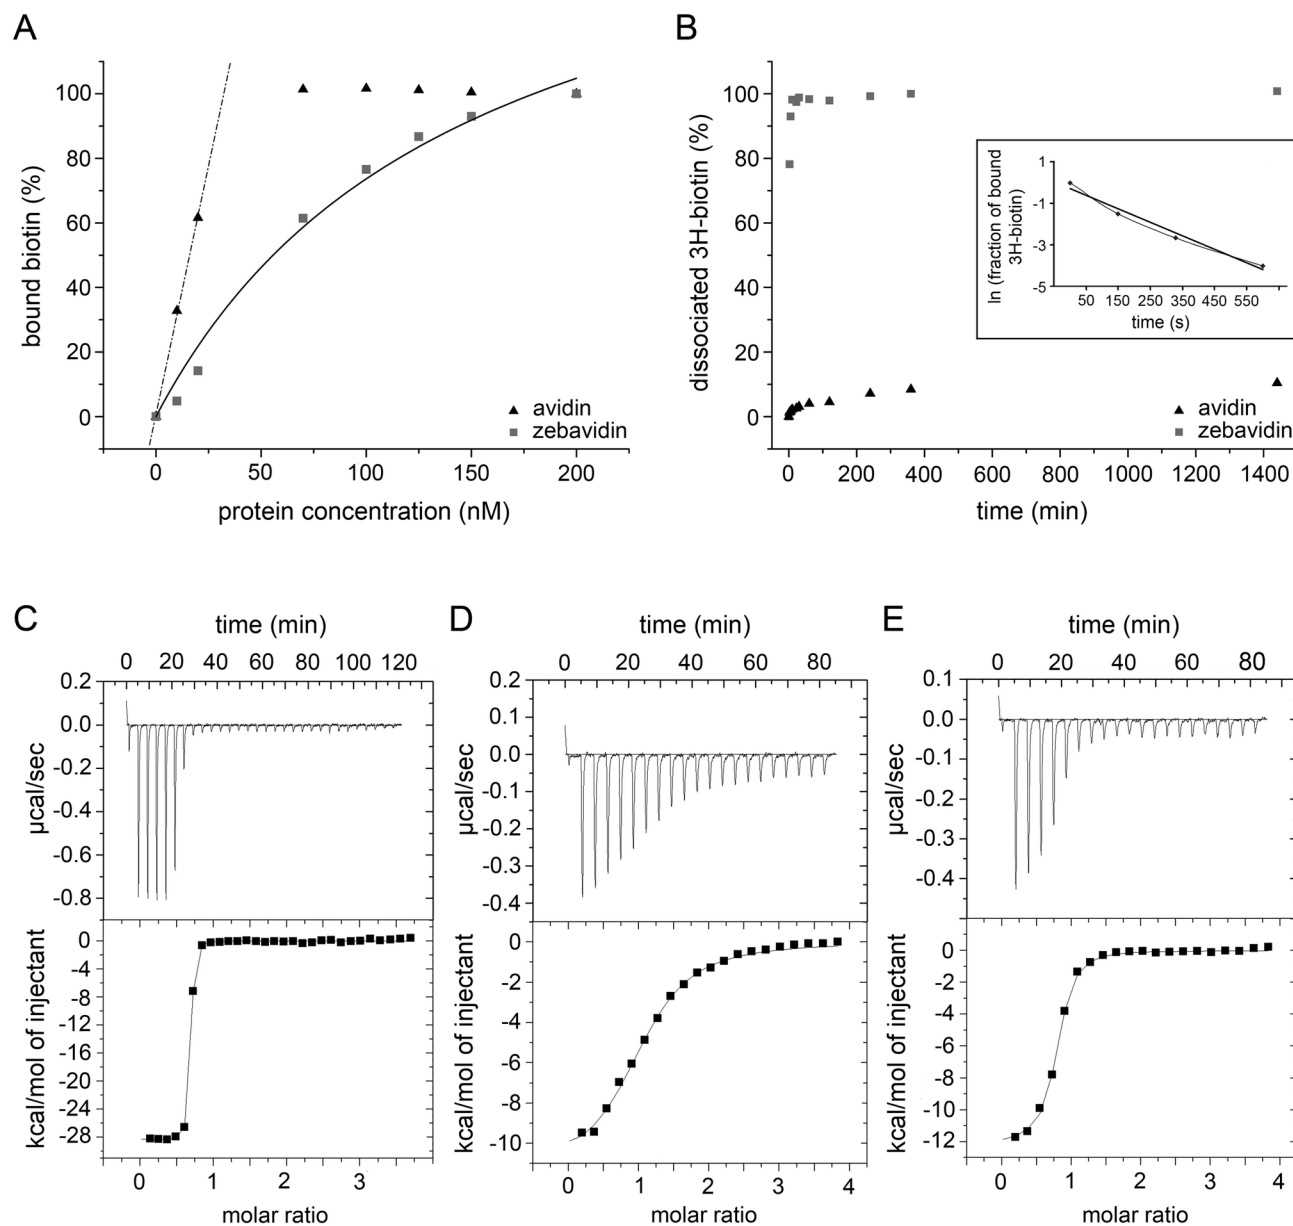 A
bound biotin (%)
100
80
60
40
20
0
avidin
zebavidin
0 50 100 150 200
protein concentration (nM)
B
dissociated 3H-biotin (%)
100
80
60
40
20
0
ln (fraction of bound
3H-biotin)
1
-1
-3
-5
50 150 250 350 450 550
time (s)
avidin
zebavidin
0 200 400 600 800 1000 1200 1400
time (min)
C
time (min)
0 20 40 60 80 100 120
µcal/sec
0.2
0.0
-0.2
-0.4
-0.6
-0.8
kcal/mol of injectant
0
-4
-8
-12
-16
-20
-24
-28
0 1 2 3
molar ratio
D
time (min)
0 20 40 60 80
µcal/sec
0.2
0.1
0.0
-0.1
-0.2
-0.3
-0.4
kcal/mol of injectant
0
-2
-4
-6
-8
-10
0 1 2 3 4
molar ratio
E
time (min)
0 20 40 60 80
µcal/sec
0.1
0.0
-0.1
-0.2
-0.3
-0.4
kcal/mol of injectant
0
-2
-4
-6
-8
-10
-12
0 1 2 3 4
molar ratio